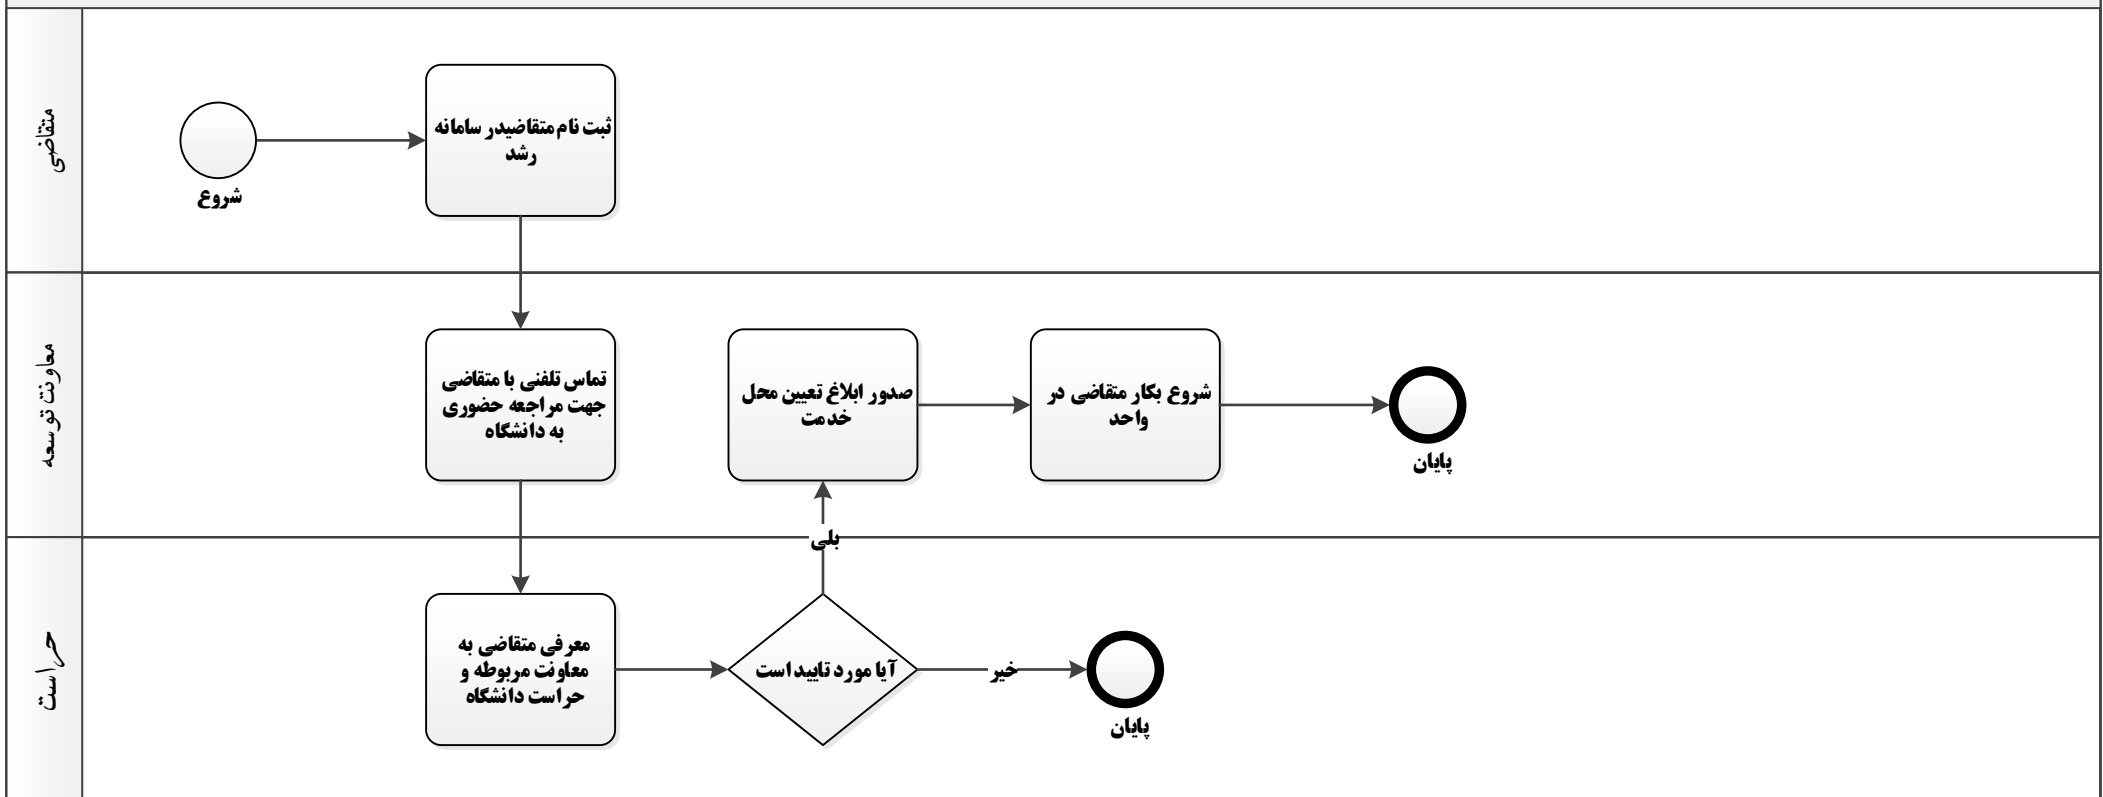 متقاضی
شروع
ثبت نام متقاضیدر سامانه
رشد
معاونت توسعه
تماس تلفنی با متقاضی
جهت مراجعه حضوری
به دانشگاه
صدور ابلاغ تعیین محل
خدمت
شروع بکار متقاضی در
واحد
پایان
بلی
حراست
معرفی متقاضی به
معاونت مربوطه و
حراست دانشگاه
آیا مورد تایید است
خیر
پایان